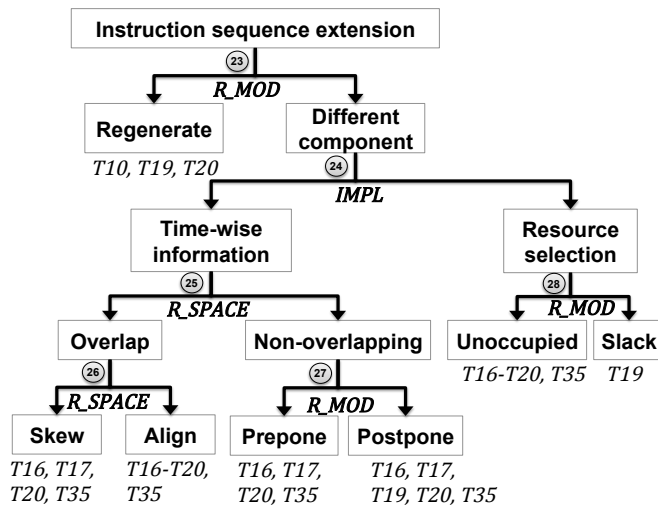 Instruction sequence extension
23
R_MOD
Regenerate
Different
component
T10, T19, T20
24
IMPL
Time-wise
information
Resource
selection
25
R_SPACE
28
R_MOD
Overlap
Non-overlapping
Unoccupied
Slack
26
R_SPACE
27
R_MOD
T16-T20, T35
T19
Skew
Align
Prepone
Postpone
T16, T17,
T20, T35
T16-T20,
T35
T16, T17,
T20, T35
T16, T17,
T19, T20, T35